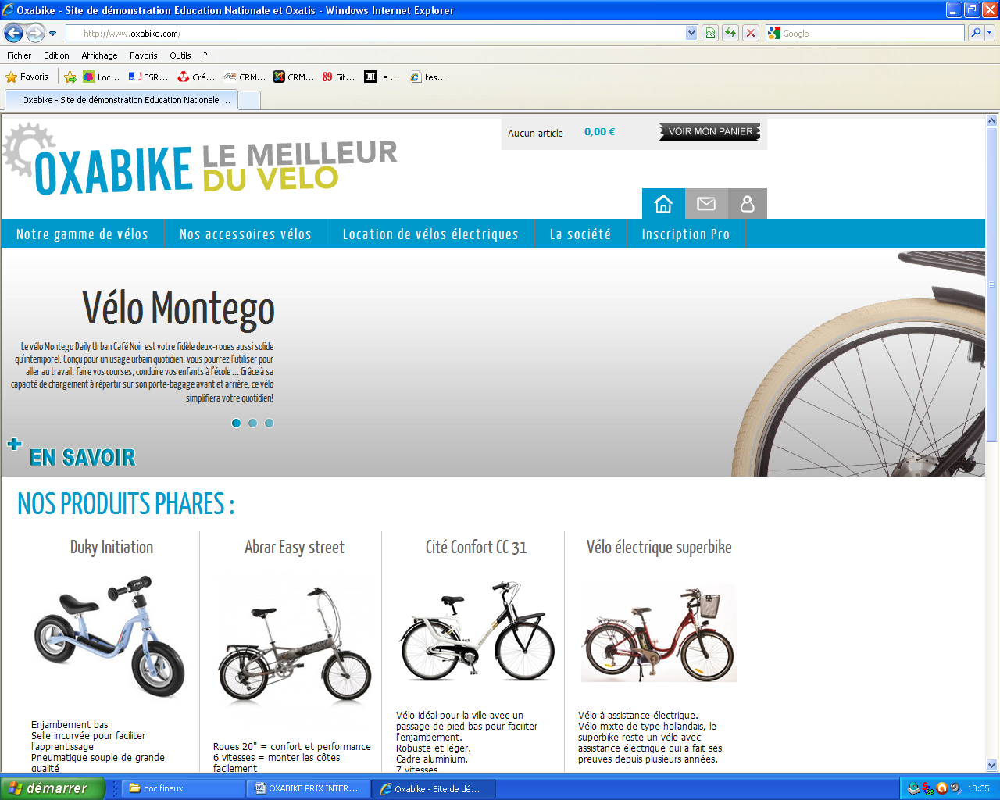 Oxabike - Site de démonstration Education Nationale et Oxatis - Windows Internet Explorer
http://www.oxabike.com/
Google
Fichier Edition Affichage Favoris Outils ?
Favoris Loc... ESR... Cré... CRM... CRM... 89 Sit... Le ... tes...
Oxabike - Site de démonstration Education Nationale ...
Aucun article 0,00 € VOIR MON PANIER
OXABIKE LE MEILLEUR
DU VELO
Notre gamme de vélos Nos accessoires vélos Location de vélos électriques La société Inscription Pro
Vélo Montego
Le vélo Montego Daily Urban Café Noir est votre fidèle deux-roues aussi solide
qu'intemporel. Conçu pour un usage urbain quotidien, vous pourrez l'utiliser pour
aller au travail, faire vos courses, conduire vos enfants à l'école ... Grâce à sa
capacité de chargement à répartir sur son porte-bagage avant et arrière, ce vélo
simplifiera votre quotidien!
+ EN SAVOIR
NOS PRODUITS PHARES :
Duky Initiation
Enjambement bas
Selle incurvée pour faciliter
l'apprentissage
Pneumatique souple de grande
qualité
Abrar Easy street
Roues 20" = confort et performance
6 vitesses = monter les côtes
facilement
Cité Confort CC 31
Vélo idéal pour la ville avec un
passage de pied bas pour faciliter
l'enjambement.
Robuste et léger.
Cadre aluminium.
7 vitesses
Vélo électrique superbike
Vélo à assistance électrique.
Vélo mixte de type hollandais, le
superbike reste un vélo avec
assistance électrique qui a fait ses
preuves depuis plusieurs années.
démarrer doc finaux OXABIKE PRIX INTER... Oxabike - Site de dé... 13:35